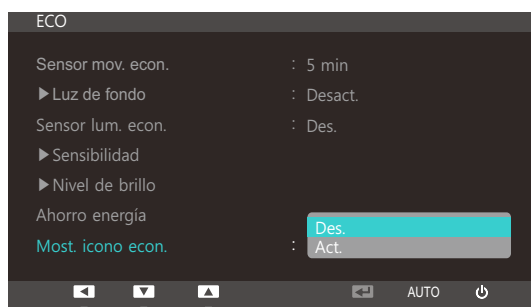 ECO
Sensor mov. econ. : 5 min
▶Luz de fondo : Desact.
Sensor lum. econ. : Des.
▶Sensibilidad
▶Nivel de brillo
Ahorro energía
Des.
Most. icono econ. : Act.
AUTO